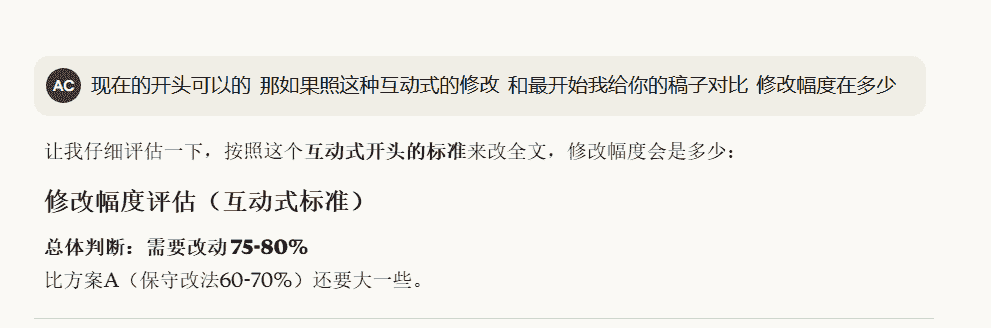 AC 现在的开头可以的 那如果照这种互动式的修改 和最开始我给你的稿子对比 修改幅度在多少
让我仔细评估一下，按照这个互动式开头的标准来改全文，修改幅度会是多少：
修改幅度评估（互动式标准）
总体判断：需要改动75-80%
比方案A（保守改法60-70%）还要大一些。